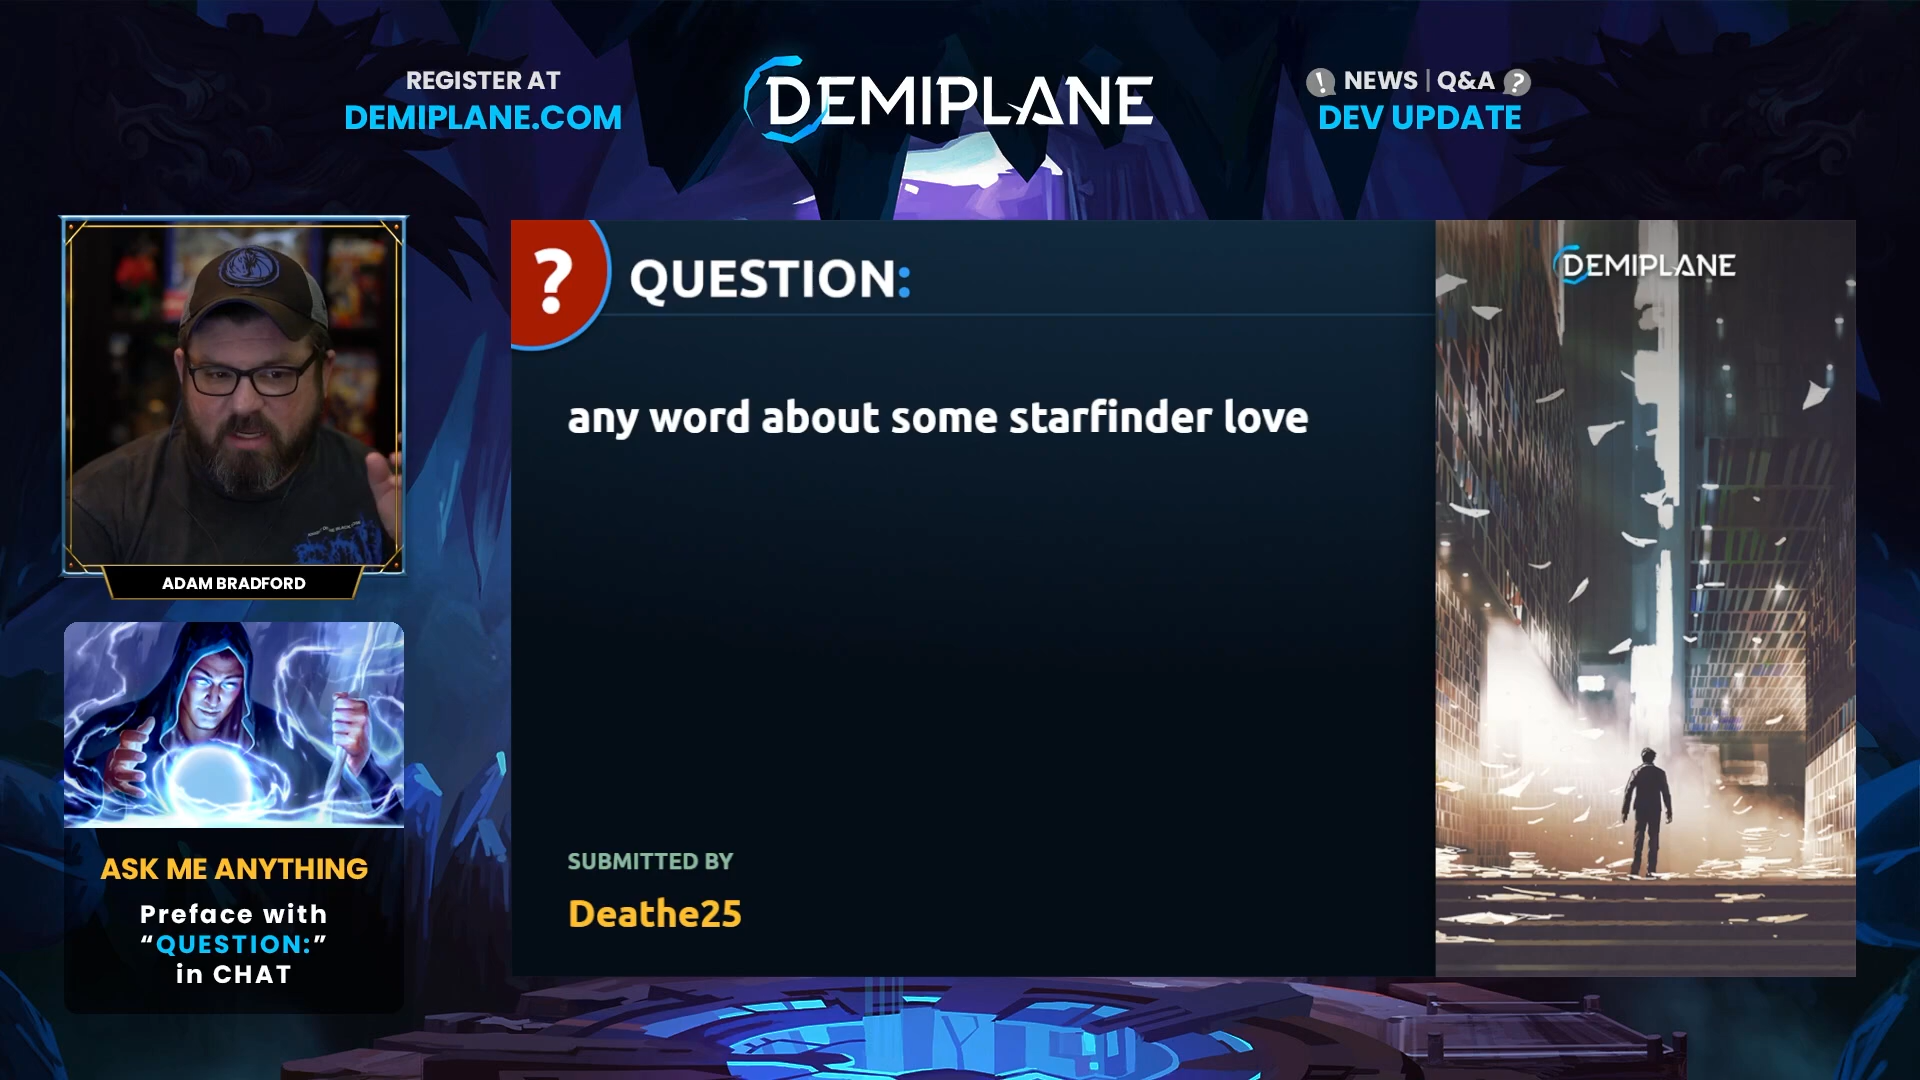 REGISTER AT
DEMIPLANE.COM
DEMIPLANE
! NEWS | Q&A ?
DEV UPDATE
? QUESTION:
DEMIPLANE
any word about some starfinder love
ADAM BRADFORD
SUBMITTED BY
Deathe25
ASK ME ANYTHING
Preface with
“QUESTION:”
in CHAT